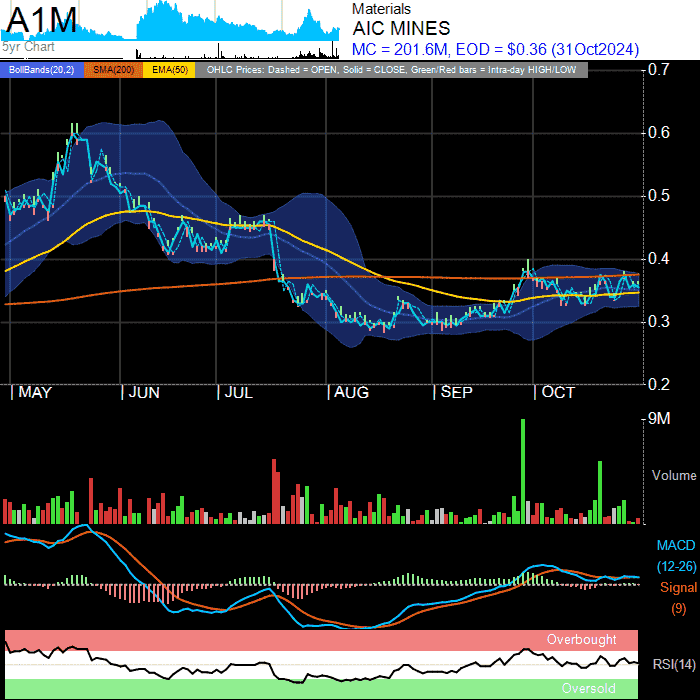 A1M
5yr Chart
Materials
AIC MINES
MC = 201.6M, EOD = $0.36 (31Oct2024)
BollBands(20,2) SMA(200) EMA(50) OHLC Prices: Dashed = OPEN, Solid = CLOSE, Green/Red bars = Intra-day HIGH/LOW
0.7
0.6
0.5
0.4
0.3
0.2
MAY JUN JUL AUG SEP OCT
9M
Volume
MACD
(12-26)
Signal
(9)
Overbought
RSI(14)
Oversold